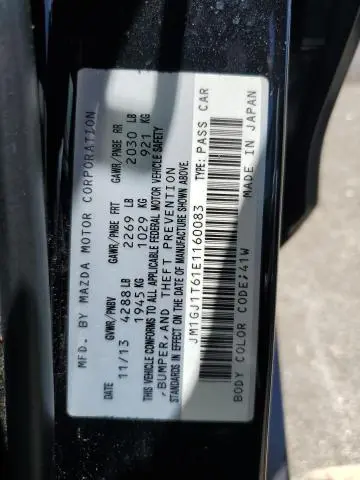 MFD. BY MAZDA MOTOR CORPORATION
DATE GVWR/PNBV GAWR/PNBE FRT GAWR/PNBE RR
11/13 4288 LB 2269 LB 2030 LB
1945 KG 1029 KG 921 KG
THIS VEHICLE CONFORMS TO ALL APPLICABLE FEDERAL MOTOR VEHICLE SAFETY
,BUMPER, AND THEFT PREVENTION
STANDARDS IN EFFECT ON THE DATE OF MANUFACTURE SHOWN ABOVE.
JM1GJ1T61E1160083 TYPE: PASS CAR
BODY COLOR CODE;41W MADE IN JAPAN